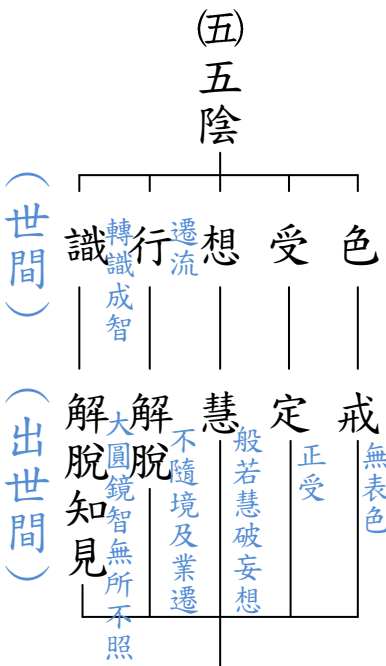 ㈤五陰
色
受
想
行
遷流
識
轉識成智
（世間）
戒
無表色
定
正受
慧
般若慧破妄想
解脫
不隨境及業遷
解脫知見
大圓鏡智無所不照
（出世間）